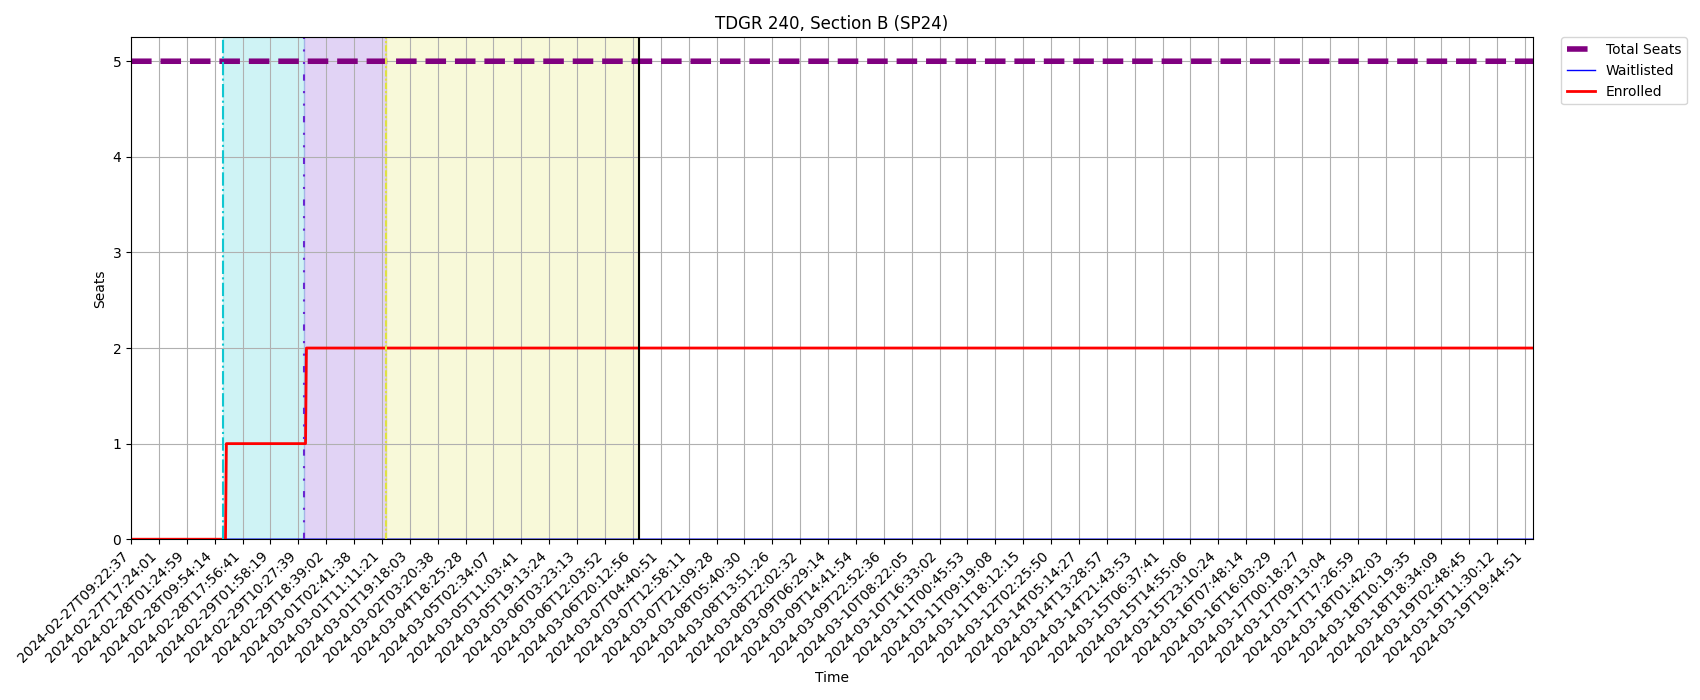 TDGR 240, Section B (SP24)
Total Seats
Waitlisted
Enrolled
5
4
3
2
1
0
Seats
2024-02-27T09:22:37
2024-02-27T17:24:01
2024-02-28T01:24:59
2024-02-28T09:54:14
2024-02-28T17:56:41
2024-02-29T01:58:19
2024-02-29T10:27:39
2024-02-29T18:39:02
2024-03-01T02:41:38
2024-03-01T11:11:21
2024-03-01T19:18:03
2024-03-02T03:20:38
2024-03-04T18:25:28
2024-03-05T02:34:07
2024-03-05T11:03:41
2024-03-05T19:13:24
2024-03-06T03:23:13
2024-03-06T12:03:52
2024-03-06T20:12:56
2024-03-07T04:40:51
2024-03-07T12:58:11
2024-03-07T21:09:28
2024-03-08T05:40:30
2024-03-08T13:51:26
2024-03-08T22:02:32
2024-03-09T06:29:14
2024-03-09T14:41:54
2024-03-09T22:52:36
2024-03-10T08:22:05
2024-03-10T16:33:02
2024-03-11T00:45:53
2024-03-11T09:19:08
2024-03-11T18:12:15
2024-03-12T02:25:50
2024-03-14T05:14:27
2024-03-14T13:28:57
2024-03-14T21:43:53
2024-03-15T06:37:41
2024-03-15T14:55:06
2024-03-15T23:10:24
2024-03-16T07:48:14
2024-03-16T16:03:29
2024-03-17T00:18:27
2024-03-17T09:13:04
2024-03-17T17:26:59
2024-03-18T01:42:03
2024-03-18T10:19:35
2024-03-18T18:34:09
2024-03-19T02:48:45
2024-03-19T11:30:12
2024-03-19T19:44:51
Time